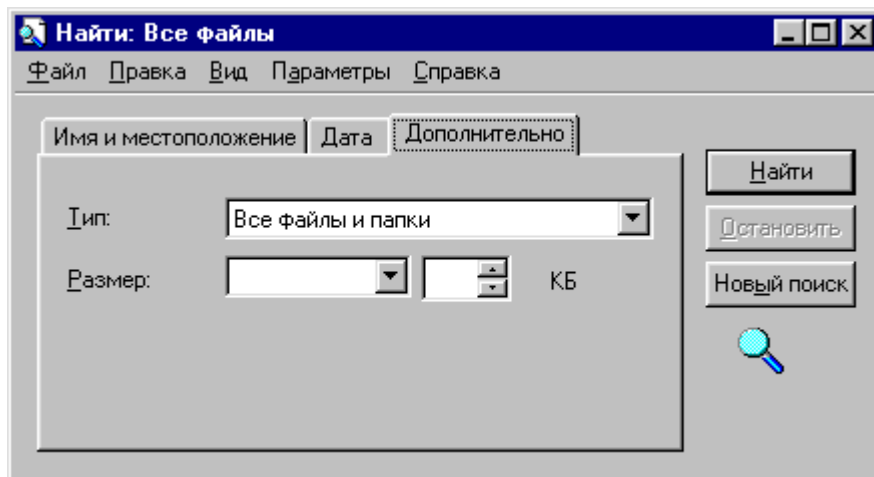 Найти: Все файлы
Файл Правка Вид Параметры Справка
Имя и местоположение Дата Дополнительно
Найти
Тип: Все файлы и папки
Остановить
Размер: КБ
Новый поиск